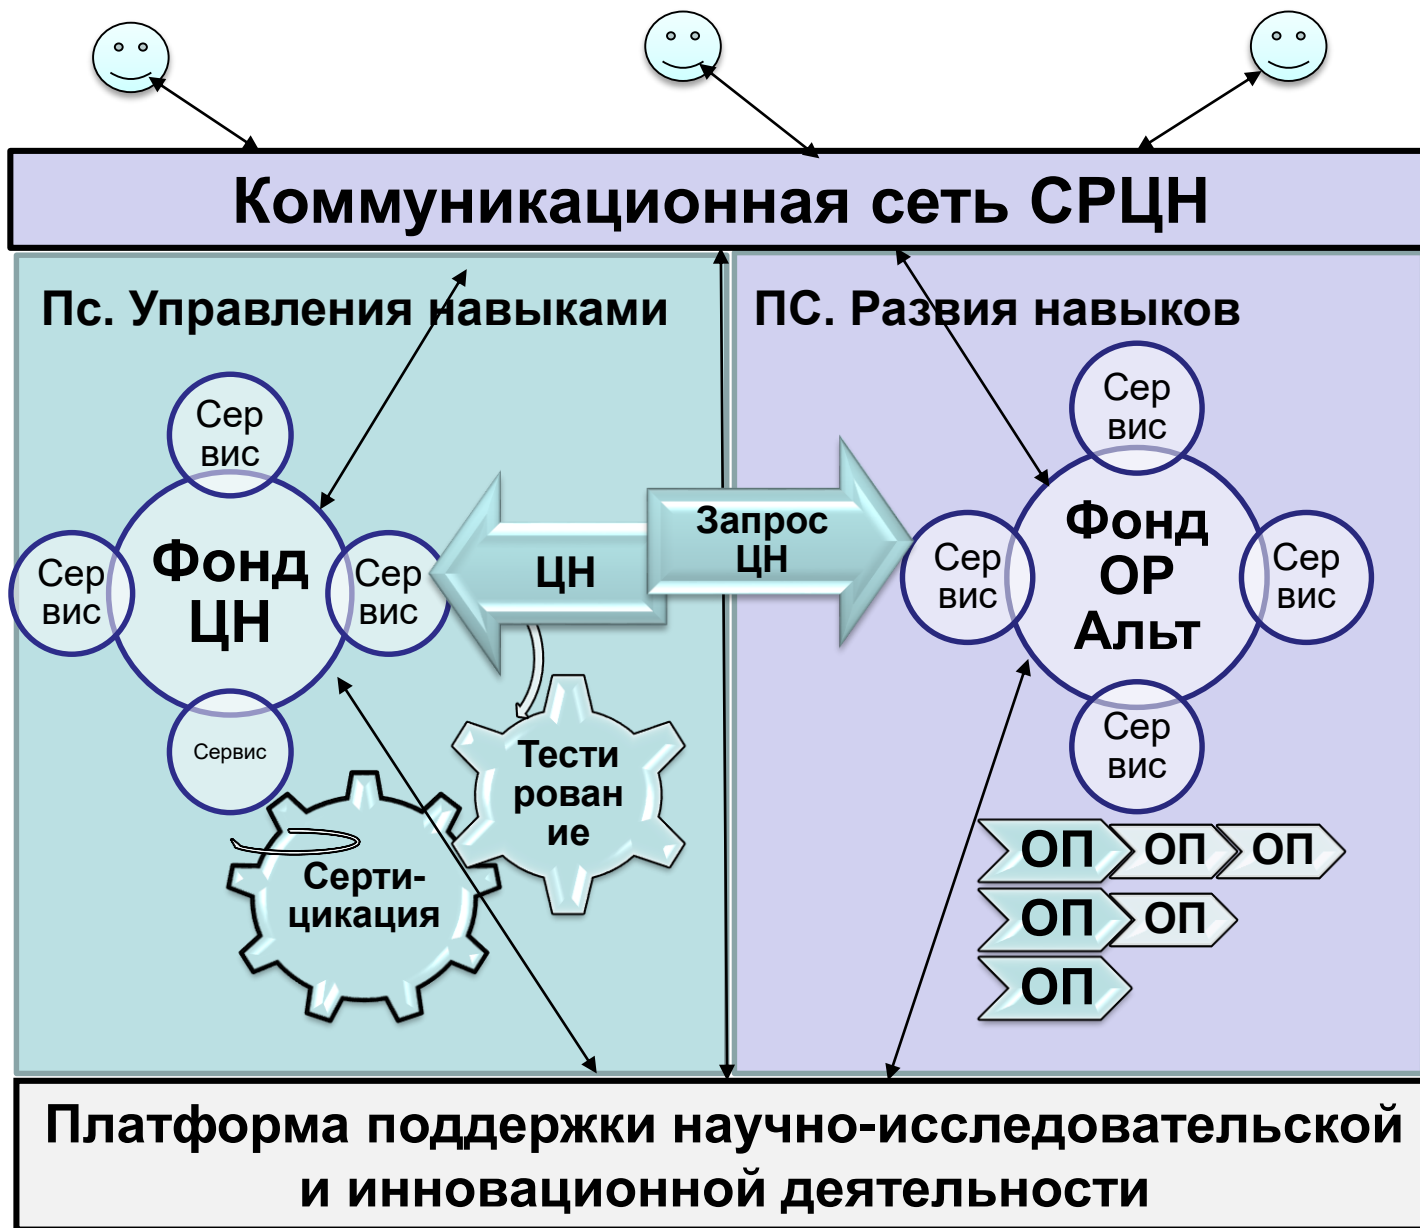 Коммуникационная сеть СРЦН
Пс. Управления навыками
ПС. Развия навыков
Сер
вис
Сер
вис
Фонд
ЦН
Сер
вис
Сервис
ЦН
Запрос
ЦН
Тести
рован
ие
Серти-
цикация
Сер
вис
Сер
вис
Фонд
ОР
Альт
Сер
вис
Сер
вис
ОП ОП ОП
ОП ОП
ОП
Платформа поддержки научно-исследовательской
и инновационной деятельности